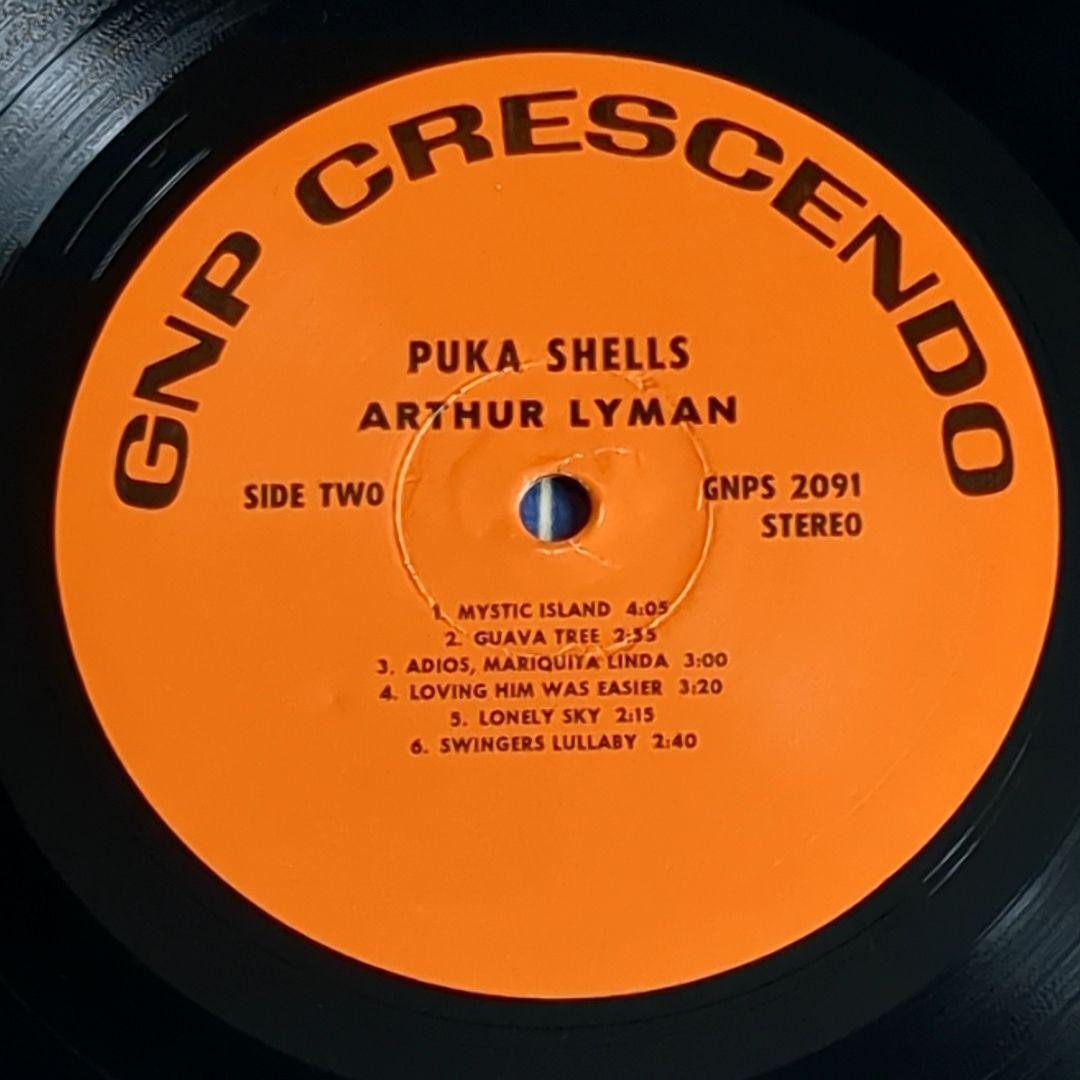 GNP CRESCENDO
PUKA SHELLS
ARTHUR LYMAN
SIDE TWO
GNPS 2091
STEREO
1. MYSTIC ISLAND 4:05
2. GUAVA TREE 2:55
3. ADIOS, MARIQUITA LINDA 3:00
4. LOVING HIM WAS EASIER 3:20
5. LONELY SKY 2:15
6. SWINGERS LULLABY 2:40